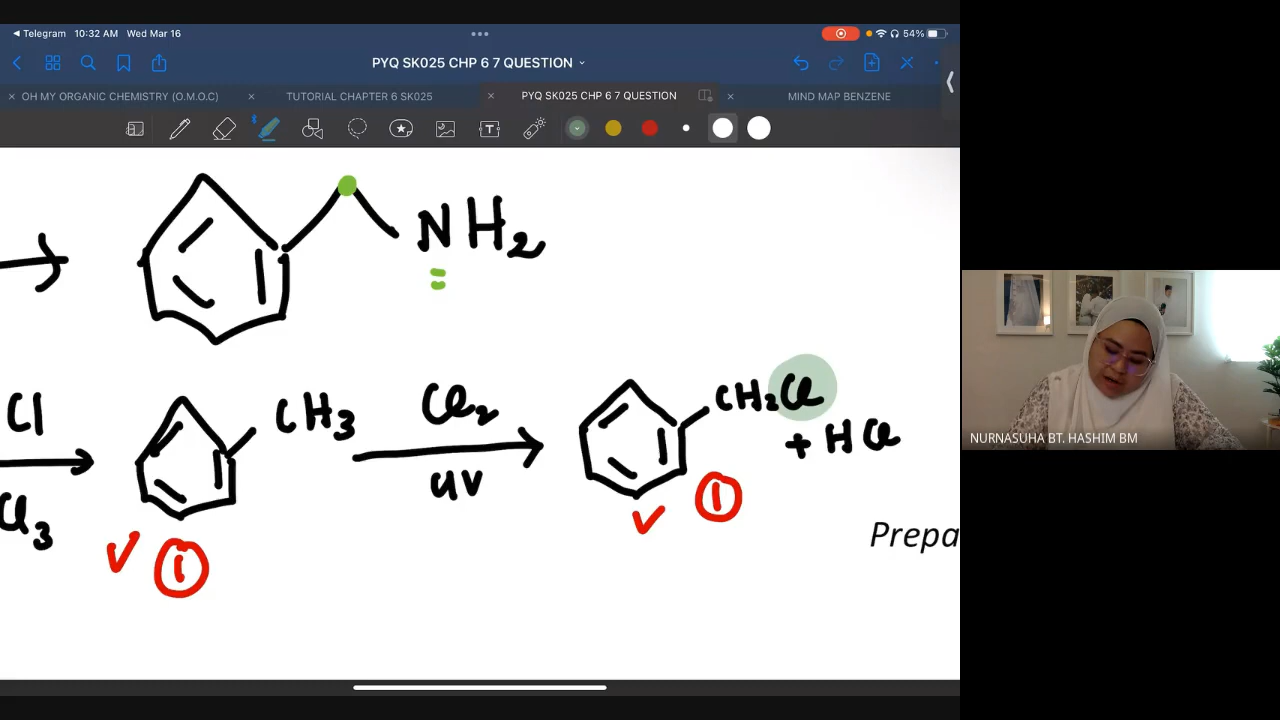 Telegram 10:32 AM Wed Mar 16 54%
PYQ SK025 CHP 6 7 QUESTION
OH MY ORGANIC CHEMISTRY (O.M.O.C) TUTORIAL CHAPTER 6 SK025 PYQ SK025 CHP 6 7 QUESTION MIND MAP BENZENE
NH2
Cl CH3 Cl2 CH2Cl
+ HCl
UV
Cl3
1
1
Prepa
NURNASUHA BT. HASHIM BM